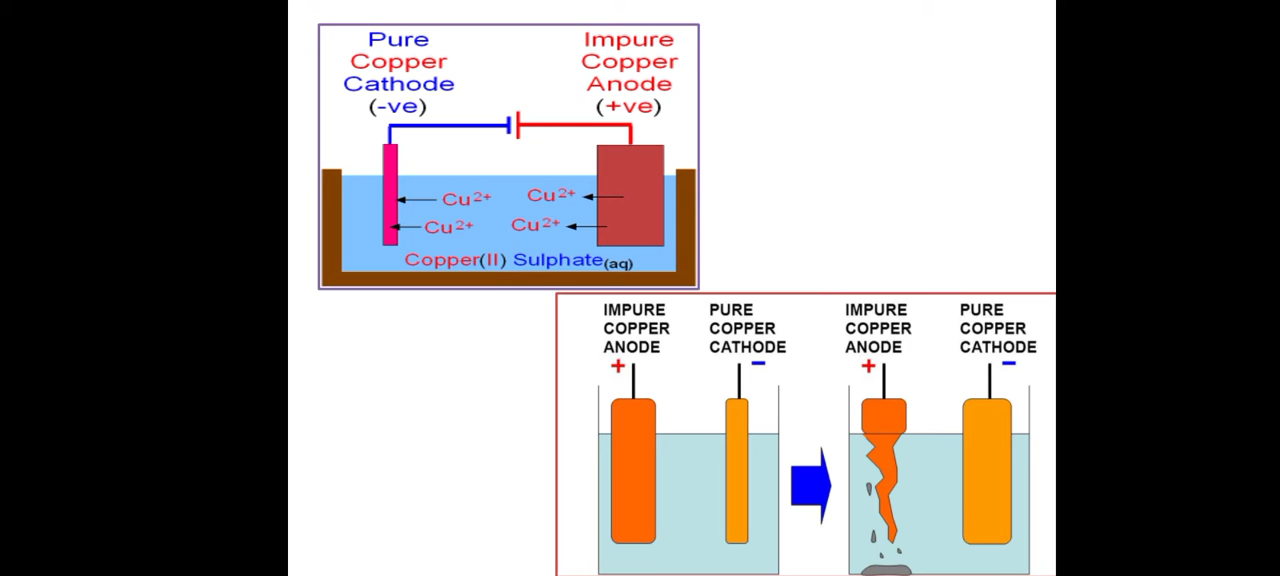 Pure
Copper
Cathode
(-ve)
Impure
Copper
Anode
(+ve)
Cu2+
Cu2+
Cu2+
Cu2+
Copper(II) Sulphate(aq)
IMPURE
COPPER
ANODE
+
PURE
COPPER
CATHODE
–
IMPURE
COPPER
ANODE
+
PURE
COPPER
CATHODE
–